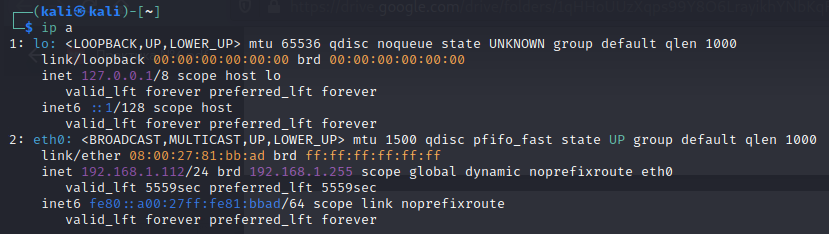 ┌──(kali㉿kali)-[~]
└─$ ip a
1: lo: <LOOPBACK,UP,LOWER_UP> mtu 65536 qdisc noqueue state UNKNOWN group default qlen 1000
    link/loopback 00:00:00:00:00:00 brd 00:00:00:00:00:00
    inet 127.0.0.1/8 scope host lo
       valid_lft forever preferred_lft forever
    inet6 ::1/128 scope host
       valid_lft forever preferred_lft forever
2: eth0: <BROADCAST,MULTICAST,UP,LOWER_UP> mtu 1500 qdisc pfifo_fast state UP group default qlen 1000
    link/ether 08:00:27:81:bb:ad brd ff:ff:ff:ff:ff:ff
    inet 192.168.1.112/24 brd 192.168.1.255 scope global dynamic noprefixroute eth0
       valid_lft 5559sec preferred_lft 5559sec
    inet6 fe80::a00:27ff:fe81:bbad/64 scope link noprefixroute
       valid_lft forever preferred_lft forever